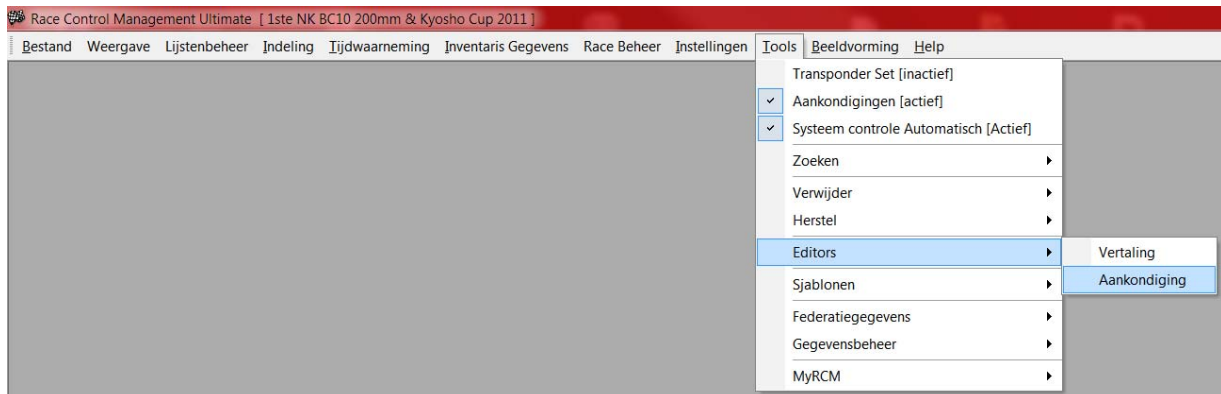 Race Control Management Ultimate [ 1ste NK BC10 200mm & Kyosho Cup 2011 ]
Bestand Weergave Lijstenbeheer Indeling Tijdwaarneming Inventaris Gegevens Race Beheer Instellingen Tools Beeldvorming Help
Transponder Set [inactief]
Aankondigingen [actief]
Systeem controle Automatisch [Actief]
Zoeken
Verwijder
Herstel
Editors
Vertaling
Sjablonen
Aankondiging
Federatiegegevens
Gegevensbeheer
MyRCM